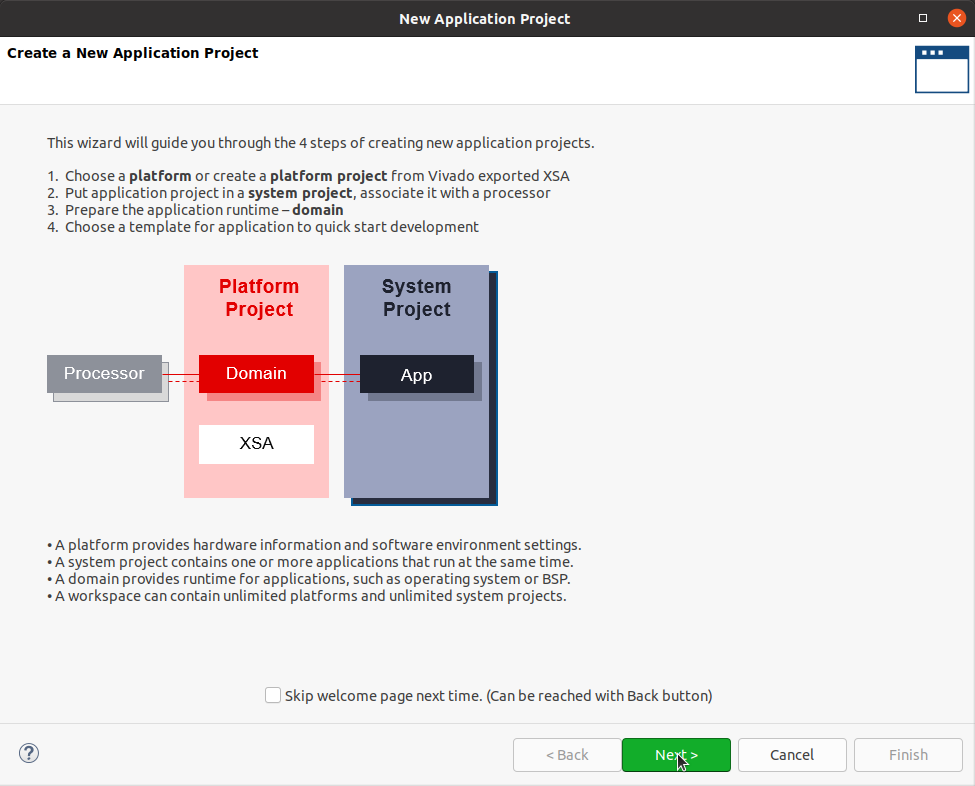 New Application Project
Create a New Application Project
This wizard will guide you through the 4 steps of creating new application projects.
1. Choose a platform or create a platform project from Vivado exported XSA
2. Put application project in a system project, associate it with a processor
3. Prepare the application runtime – domain
4. Choose a template for application to quick start development
Platform
Project
System
Project
Processor
Domain
App
XSA
• A platform provides hardware information and software environment settings.
• A system project contains one or more applications that run at the same time.
• A domain provides runtime for applications, such as operating system or BSP.
• A workspace can contain unlimited platforms and unlimited system projects.
Skip welcome page next time. (Can be reached with Back button)
?
< Back
Next >
Cancel
Finish